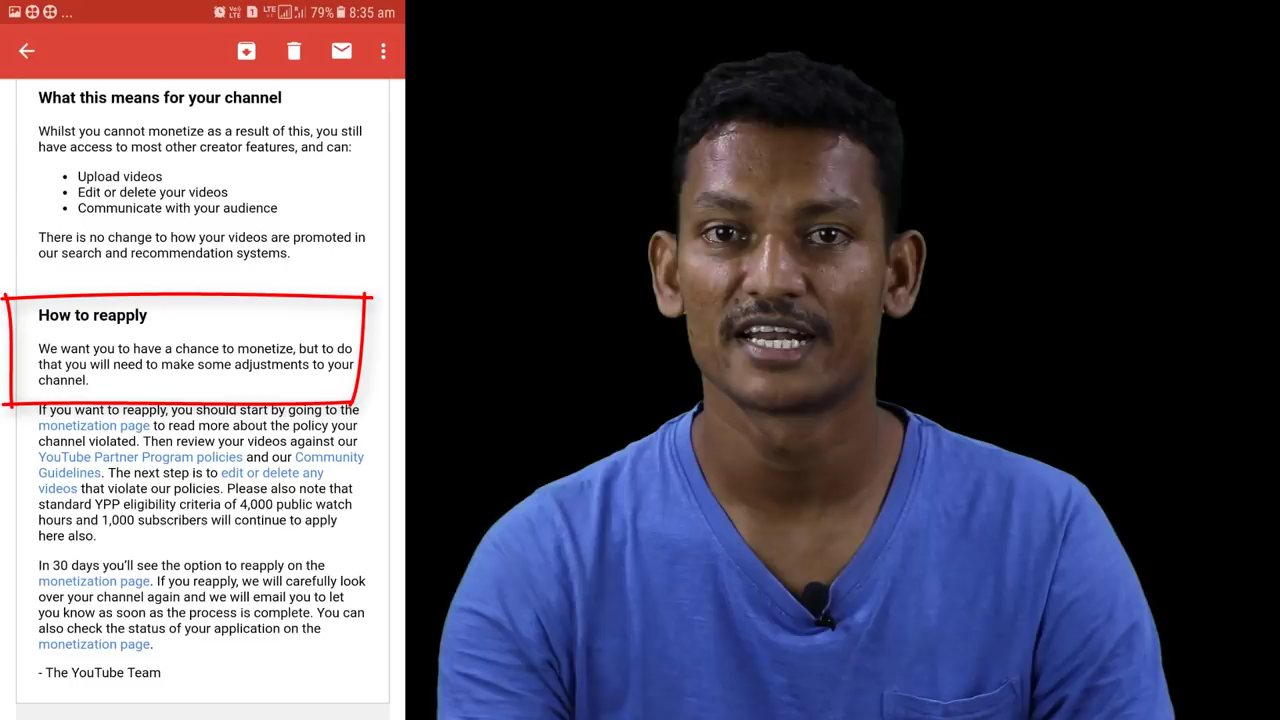 ... Vo) LTE 1 LTE 79% 8:35 am
What this means for your channel
Whilst you cannot monetize as a result of this, you still
have access to most other creator features, and can:
• Upload videos
• Edit or delete your videos
• Communicate with your audience
There is no change to how your videos are promoted in
our search and recommendation systems.
How to reapply
We want you to have a chance to monetize, but to do
that you will need to make some adjustments to your
channel.
If you want to reapply, you should start by going to the
monetization page to read more about the policy your
channel violated. Then review your videos against our
YouTube Partner Program policies and our Community
Guidelines. The next step is to edit or delete any
videos that violate our policies. Please also note that
standard YPP eligibility criteria of 4,000 public watch
hours and 1,000 subscribers will continue to apply
here also.
In 30 days you'll see the option to reapply on the
monetization page. If you reapply, we will carefully look
over your channel again and we will email you to let
you know as soon as the process is complete. You can
also check the status of your application on the
monetization page.
- The YouTube Team